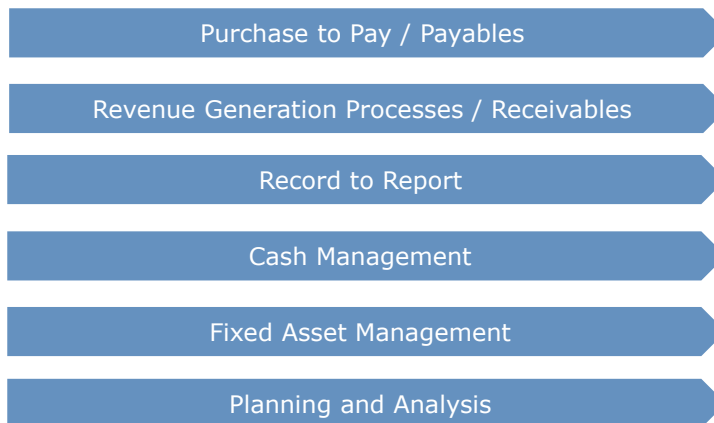 Purchase to Pay / Payables
Revenue Generation Processes / Receivables
Record to Report
Cash Management
Fixed Asset Management
Planning and Analysis